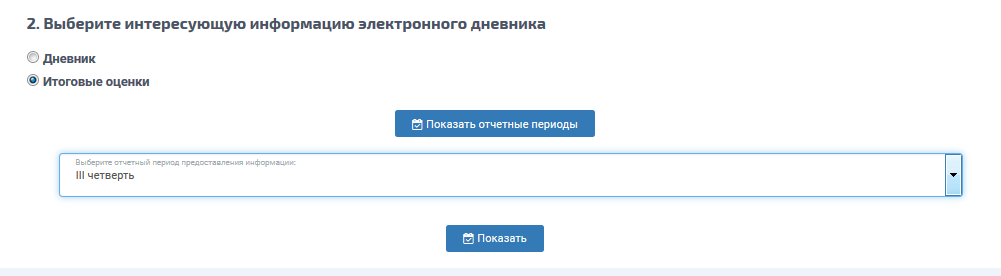 2. Выберите интересующую информацию электронного дневника
Дневник
Итоговые оценки
Показать отчетные периоды
Выберите отчетный период предоставления информации:
III четверть
Показать